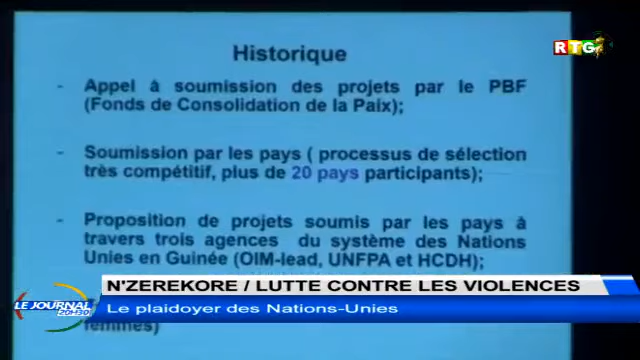 RTG
Historique
- Appel à soumission des projets par le PBF
(Fonds de Consolidation de la Paix);
- Soumission par les pays ( processus de sélection
très compétitif, plus de 20 pays participants);
- Proposition de projets soumis par les pays à
travers trois agences du système des Nations
Unies en Guinée (OIM-lead, UNFPA et HCDH);
N'ZEREKORE / LUTTE CONTRE LES VIOLENCES
LE JOURNAL
20H30
Le plaidoyer des Nations-Unies
femmes)